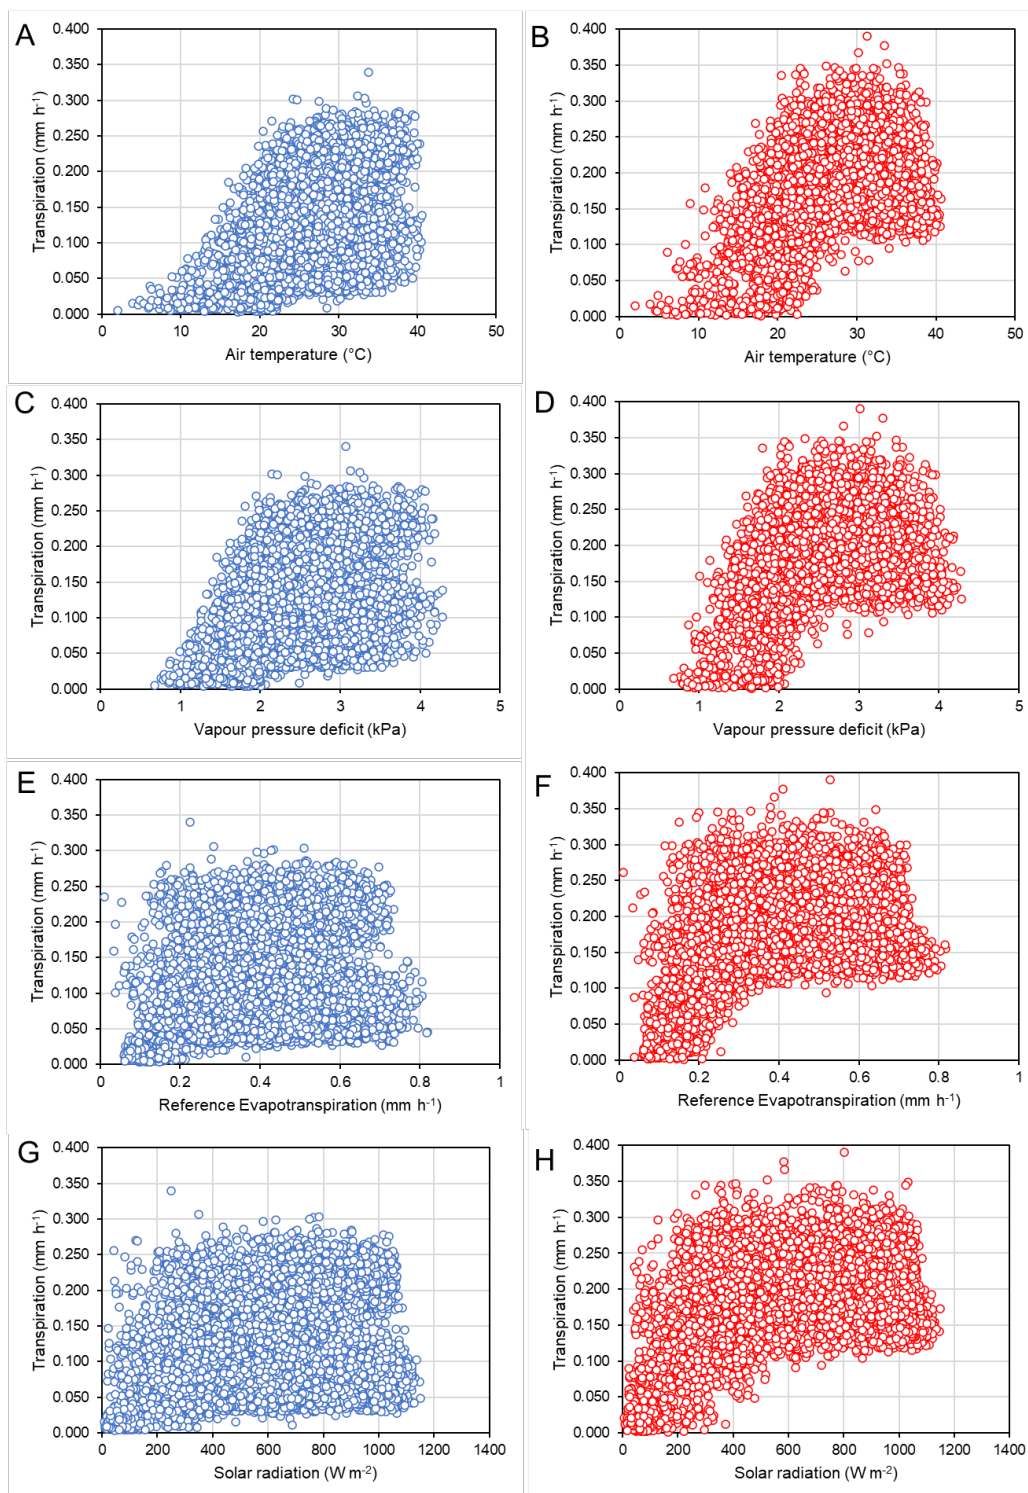 A
0.400
0.350
0.300
0.250
0.200
0.150
0.100
0.050
0.000
Transpiration (mm h-1)
0 10 20 30 40 50
Air temperature (°C)
B
0.400
0.350
0.300
0.250
0.200
0.150
0.100
0.050
0.000
Transpiration (mm h-1)
0 10 20 30 40 50
Air temperature (°C)
C
0.400
0.350
0.300
0.250
0.200
0.150
0.100
0.050
0.000
Transpiration (mm h-1)
0 1 2 3 4 5
Vapour pressure deficit (kPa)
D
0.400
0.350
0.300
0.250
0.200
0.150
0.100
0.050
0.000
Transpiration (mm h-1)
0 1 2 3 4 5
Vapour pressure deficit (kPa)
E
0.400
0.350
0.300
0.250
0.200
0.150
0.100
0.050
0.000
Transpiration (mm h-1)
0 0.2 0.4 0.6 0.8 1
Reference Evapotranspiration (mm h-1)
F
0.400
0.350
0.300
0.250
0.200
0.150
0.100
0.050
0.000
Transpiration (mm h-1)
0 0.2 0.4 0.6 0.8 1
Reference Evapotranspiration (mm h-1)
G
0.400
0.350
0.300
0.250
0.200
0.150
0.100
0.050
0.000
Transpiration (mm h-1)
0 200 400 600 800 1000 1200 1400
Solar radiation (W m-2)
H
0.400
0.350
0.300
0.250
0.200
0.150
0.100
0.050
0.000
Transpiration (mm h-1)
0 200 400 600 800 1000 1200 1400
Solar radiation (W m-2)